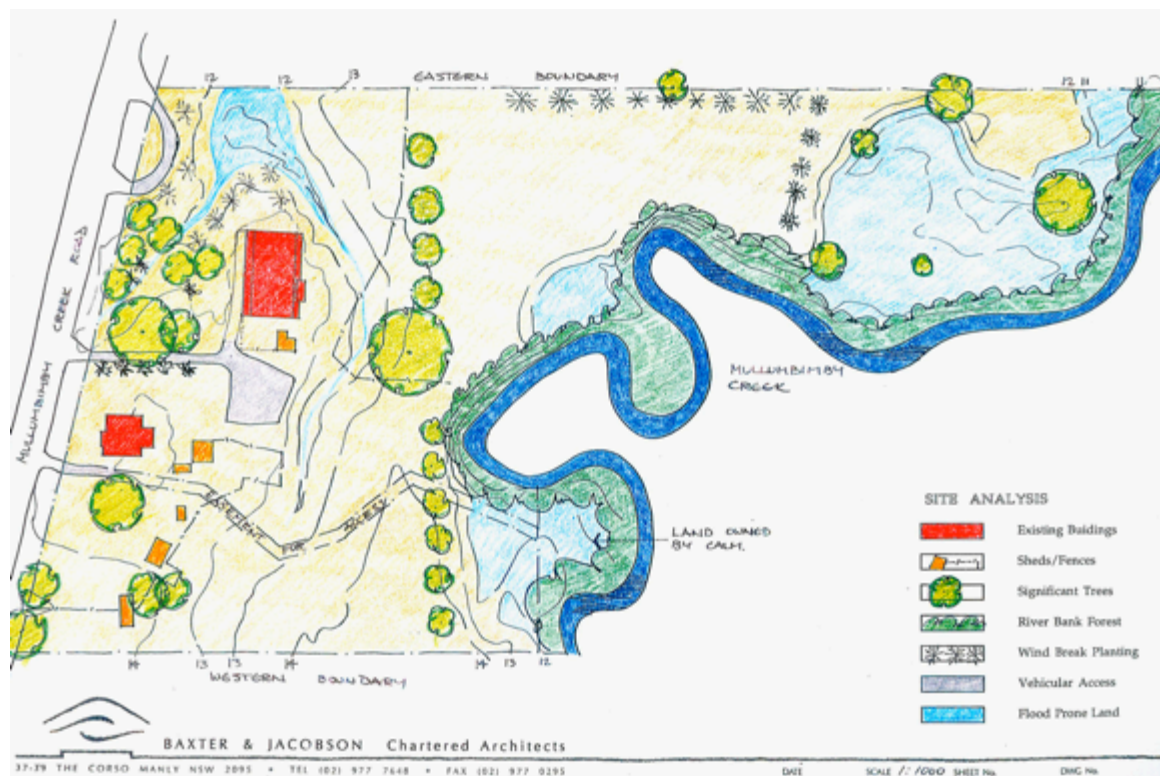 12 12 13 EASTERN BOUNDARY 12 11 11
MULLUMBIMBY CREEK ROAD
MULLUMBIMBY
CREEK
EASEMENT FOR ACCESS
LAND OWNED
BY CALM.
14 13 13 14 14 13 12
WESTERN BOUNDARY
SITE ANALYSIS
Existing Buidings
Sheds/Fences
Significant Trees
River Bank Forest
Wind Break Planting
Vehicular Access
Flood Prone Land
BAXTER & JACOBSON Chartered Architects
37-39 THE CORSO MANLY NSW 2095 • TEL (02) 977 7648 • FAX (02) 977 0295
DATE SCALE 1:1000 SHEET No. DWG No.